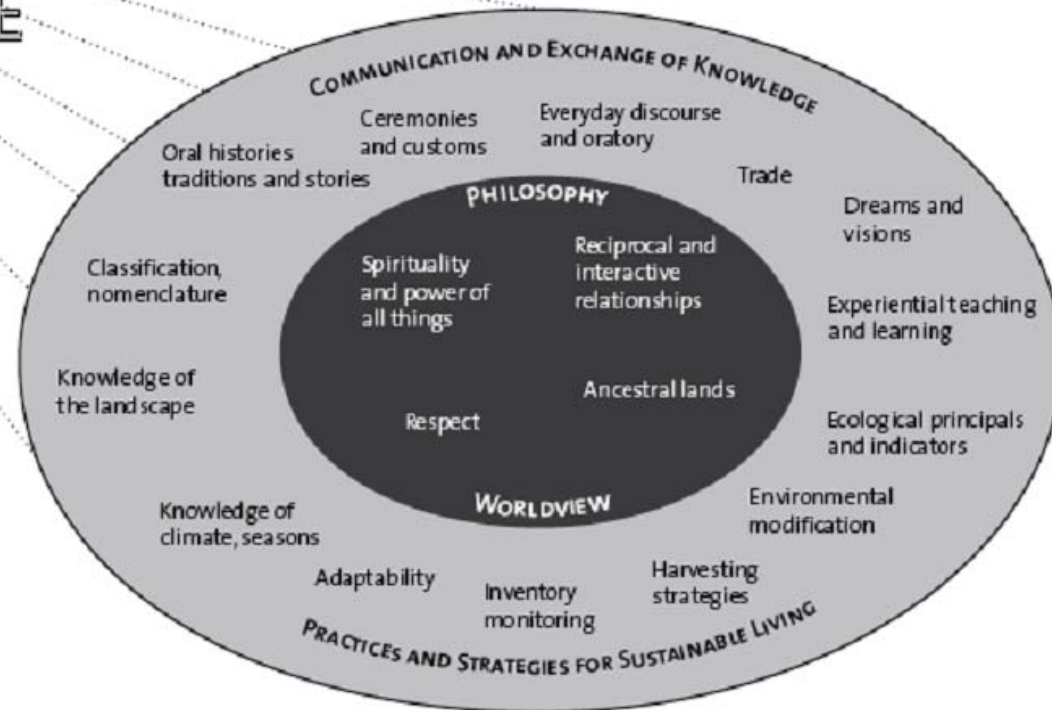 COMMUNICATION AND EXCHANGE OF KNOWLEDGE
Ceremonies
and customs
Everyday discourse
and oratory
Oral histories
traditions and stories
Trade
Dreams and
visions
PHILOSOPHY
Spirituality
and power of
all things
Reciprocal and
interactive
relationships
Classification,
nomenclature
Experiential teaching
and learning
Knowledge of
the landscape
Ancestral lands
Respect
Ecological principals
and indicators
WORLDVIEW
Environmental
modification
Knowledge of
climate, seasons
Adaptability
Inventory
monitoring
Harvesting
strategies
PRACTICES AND STRATEGIES FOR SUSTAINABLE LIVING